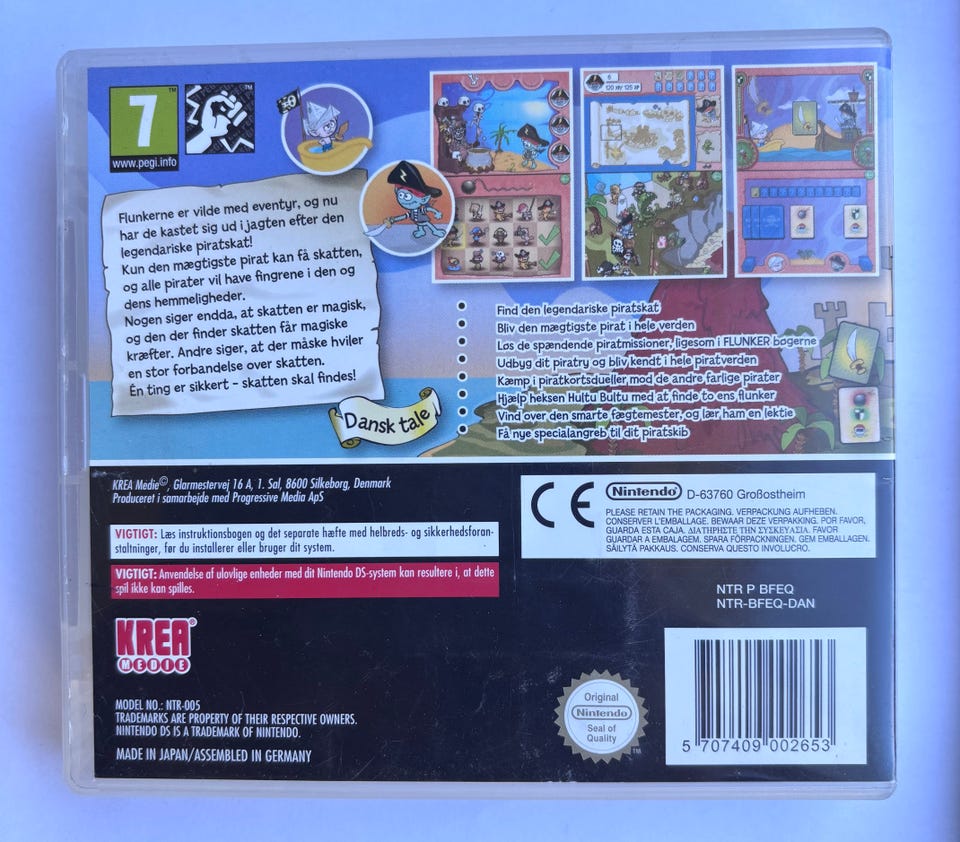 7
www.pegi.info
Flunkerne er vilde med eventyr, og nu
har de kastet sig ud i jagten efter den
legendariske piratskat!
Kun den mægtigste pirat kan få skatten,
og alle pirater vil have fingrene i den og
dens hemmeligheder.
Nogen siger endda, at skatten er magisk,
og den der finder skatten får magiske
kræfter. Andre siger, at der måske hviler
en stor forbandelse over skatten.
Én ting er sikkert - skatten skal findes!
Dansk tale
6
120 XP/ 125 XP
Find den legendariske piratskat
Bliv den mægtigste pirat i hele verden
Løs de spændende piratmissioner, ligesom i FLUNKER bøgerne
Udbyg dit piratry og bliv kendt i hele piratverden
Kæmp i piratkortsdueller mod de andre farlige pirater
Hjælp heksen Hultu Bultu med at finde to ens flunker
Vind over den smarte fægtemester, og lær ham en lektie
Få nye specialangreb til dit piratskib
KREA Medie©, Glarmestervej 16 A, 1. Sal, 8600 Silkeborg, Denmark
Produceret i samarbejde med Progressive Media ApS
VIGTIGT: Læs instruktionsbogen og det separate hæfte med helbreds- og sikkerhedsforan-
staltninger, før du installerer eller bruger dit system.
VIGTIGT: Anvendelse af ulovlige enheder med dit Nintendo DS-system kan resultere i, at dette
spil ikke kan spilles.
CE
Nintendo® D-63760 Großostheim
PLEASE RETAIN THE PACKAGING. VERPACKUNG AUFHEBEN.
CONSERVER L'EMBALLAGE. BEWAAR DEZE VERPAKKING. POR FAVOR,
GUARDA ESTA CAJA. ΔΙΑΤΗΡΗΣΤΕ ΤΗΝ ΣΥΣΚΕΥΑΣΙΑ. FAVOR
GUARDAR A EMBALAGEM. SPARA FÖRPACKNINGEN. GEM EMBALLAGEN.
SÄILYTÄ PAKKAUS. CONSERVA QUESTO INVOLUCRO.
NTR P BFEQ
NTR-BFEQ-DAN
KREA®
MEDIE
MODEL NO.: NTR-005
TRADEMARKS ARE PROPERTY OF THEIR RESPECTIVE OWNERS.
NINTENDO DS IS A TRADEMARK OF NINTENDO.
MADE IN JAPAN/ASSEMBLED IN GERMANY
Original
Nintendo®
Seal of
Quality
TM
5 707409 002653